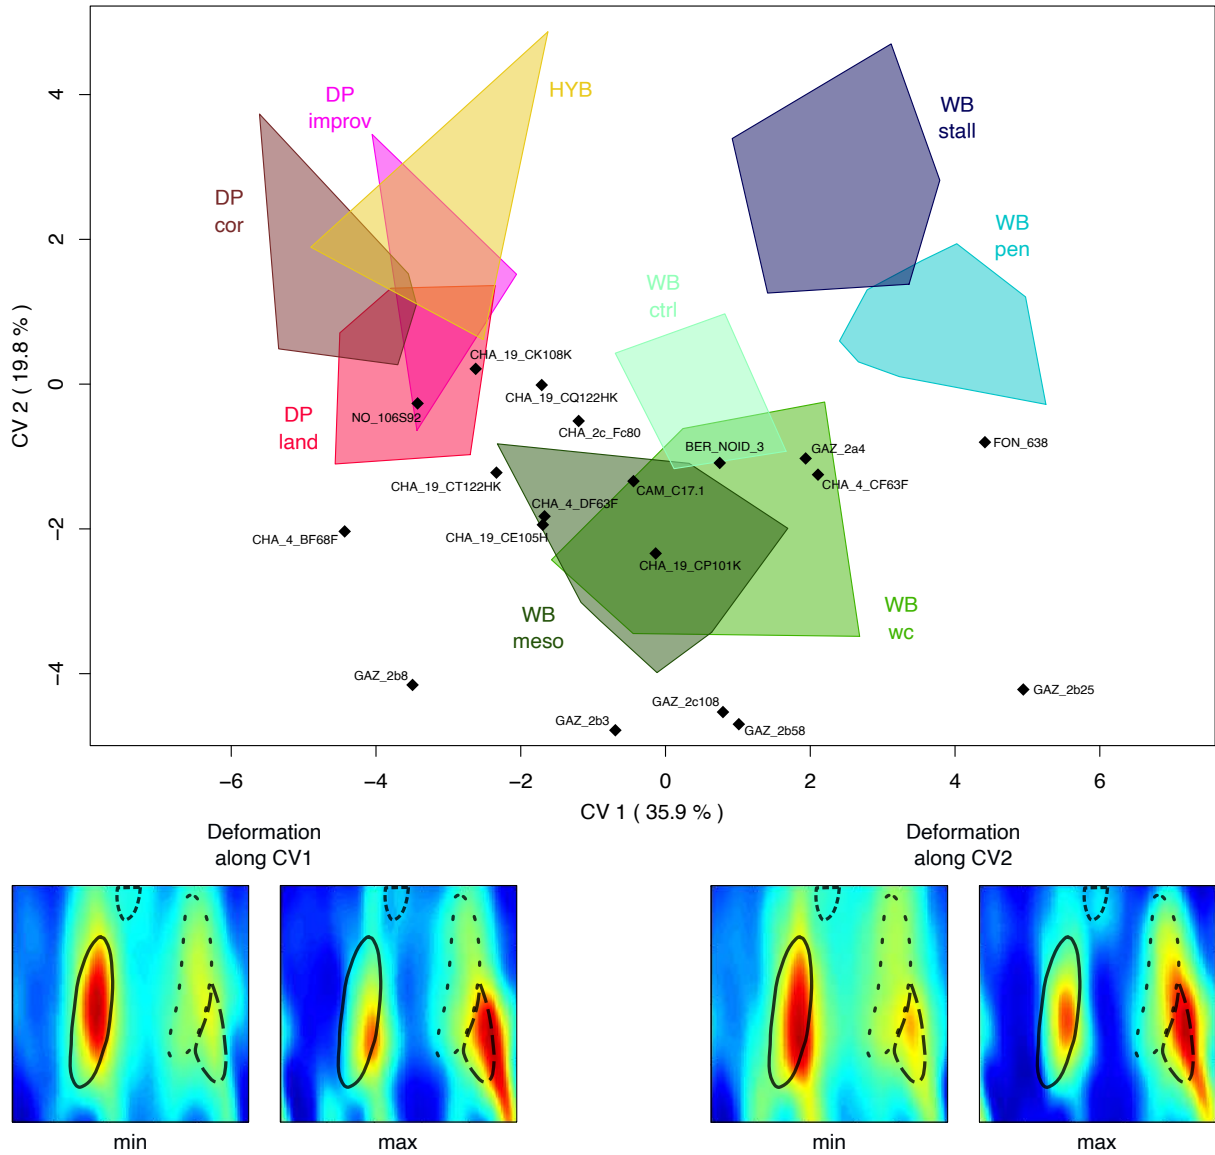 HYB
DP
improv
WB
stall
DP
cor
WB
pen
WB
ctrl
CHA_19_CK108K
CHA_19_CQ122HK
NO_106S92
DP
land
CHA_2c_Fc80
BER_NOID_3
GAZ_2a4
FON_638
CHA_19_CT122HK
CAM_C17.1
CHA_4_CF63F
CHA_4_DF63F
CHA_4_BF68F
CHA_19_CE105H
CHA_19_CP101K
WB
meso
WB
wc
GAZ_2b8
GAZ_2c108
GAZ_2b25
GAZ_2b3
GAZ_2b58
4
2
0
−2
−4
CV 2 ( 19.8 % )
−6 −4 −2 0 2 4 6
CV 1 ( 35.9 % )
Deformation
along CV1
Deformation
along CV2
min
max
min
max